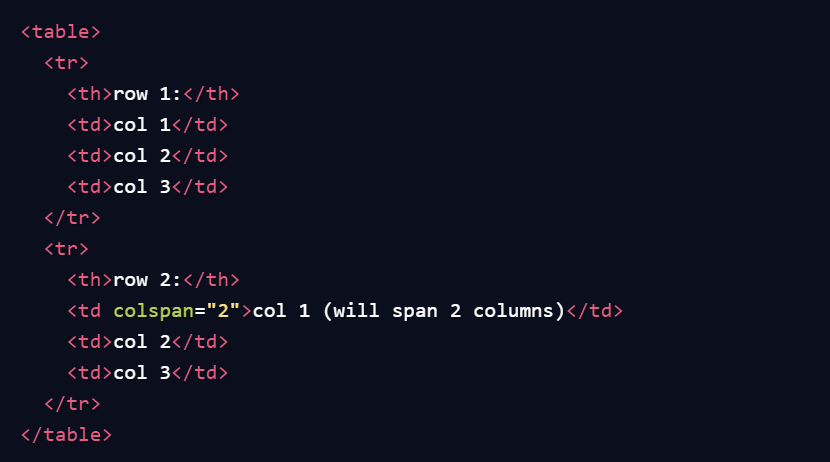 <table>
  <tr>
    <th>row 1:</th>
    <td>col 1</td>
    <td>col 2</td>
    <td>col 3</td>
  </tr>
  <tr>
    <th>row 2:</th>
    <td colspan="2">col 1 (will span 2 columns)</td>
    <td>col 2</td>
    <td>col 3</td>
  </tr>
</table>